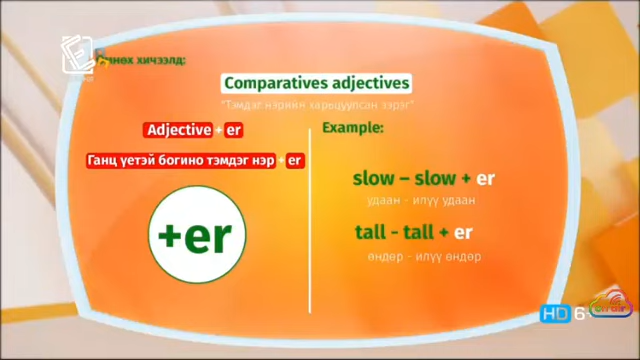 Өмнөх хичээлд:
Comparatives adjectives
"Тэмдэг нэрийн харьцуулсан зэрэг"
Adjective + er
Ганц үетэй богино тэмдэг нэр + er
+er
Example:
slow – slow + er
удаан - илүү удаан
tall - tall + er
өндөр - илүү өндөр
HD 6+